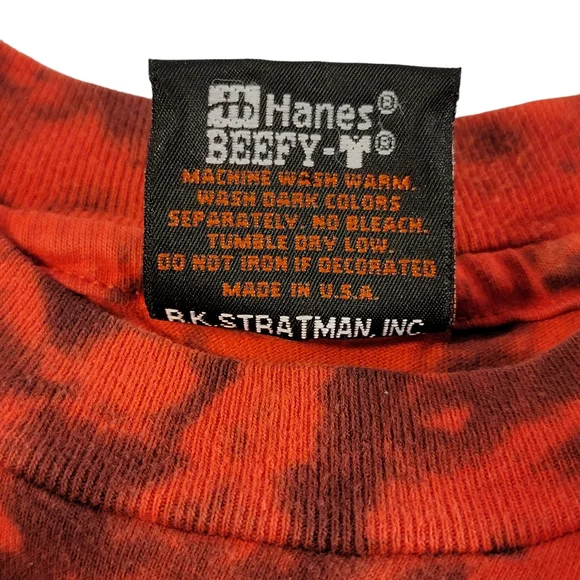 Hanes®
BEEFY-T®
MACHINE WASH WARM.
WASH DARK COLORS
SEPARATELY. NO BLEACH.
TUMBLE DRY LOW.
DO NOT IRON IF DECORATED
MADE IN U.S.A.
R.K. STRATMAN, INC